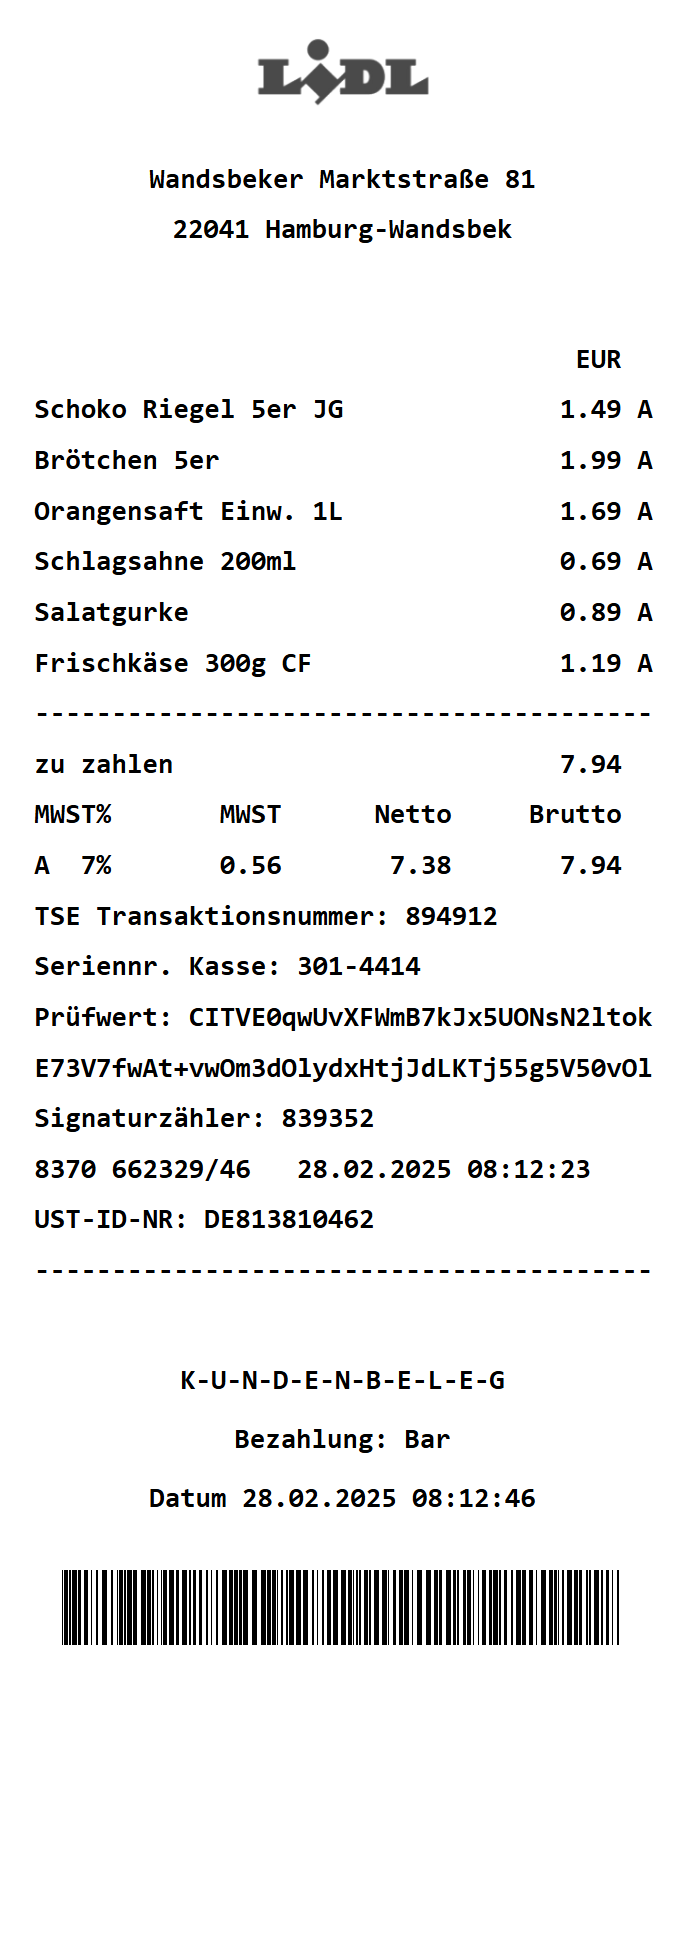 LIDL
Wandsbeker Marktstraße 81
22041 Hamburg-Wandsbek
EUR
Schoko Riegel 5er JG 1.49 A
Brötchen 5er 1.99 A
Orangensaft Einw. 1L 1.69 A
Schlagsahne 200ml 0.69 A
Salatgurke 0.89 A
Frischkäse 300g CF 1.19 A
----------------------------------------
zu zahlen 7.94
MWST% MWST Netto Brutto
A 7% 0.56 7.38 7.94
TSE Transaktionsnummer: 894912
Seriennr. Kasse: 301-4414
Prüfwert: CITVE0qwUvXFWmB7kJx5UONsN2ltok
E73V7fwAt+vwOm3dOlydxHtjJdLKTj55g5V50vOl
Signaturzähler: 839352
8370 662329/46 28.02.2025 08:12:23
UST-ID-NR: DE813810462
----------------------------------------
K-U-N-D-E-N-B-E-L-E-G
Bezahlung: Bar
Datum 28.02.2025 08:12:46